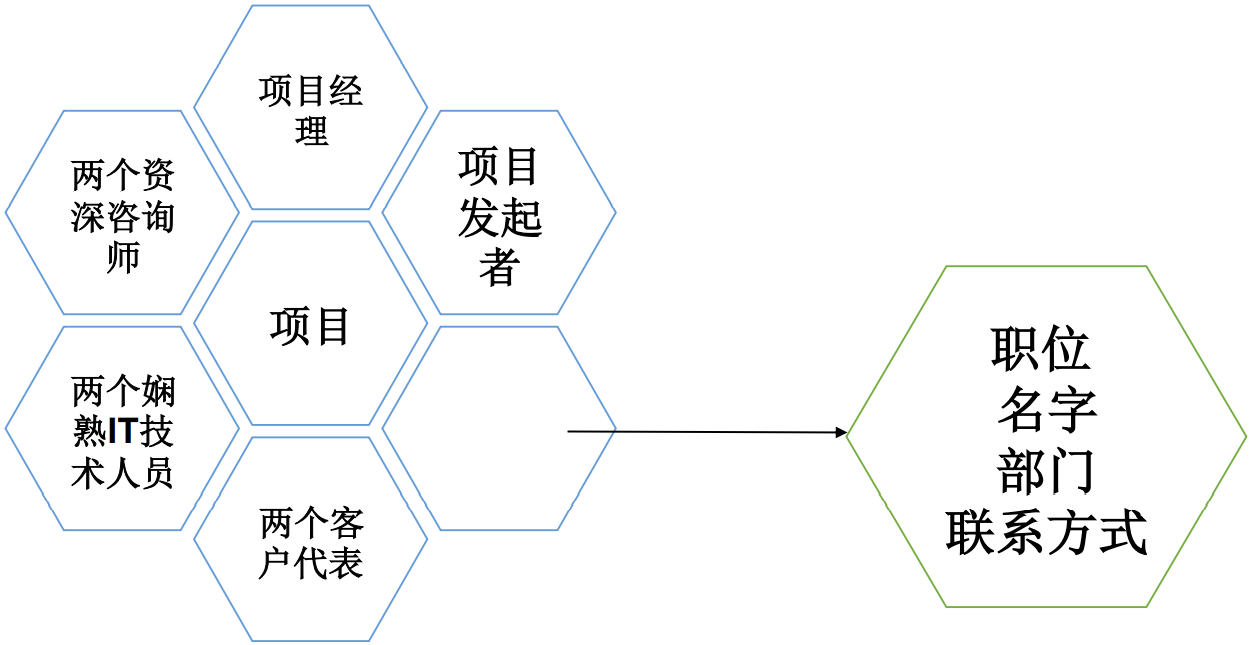 项目经
理
两个资
深咨询
师
项目
发起
者
项目
两个娴
熟IT技
术人员
两个客
户代表
职位
名字
部门
联系方式